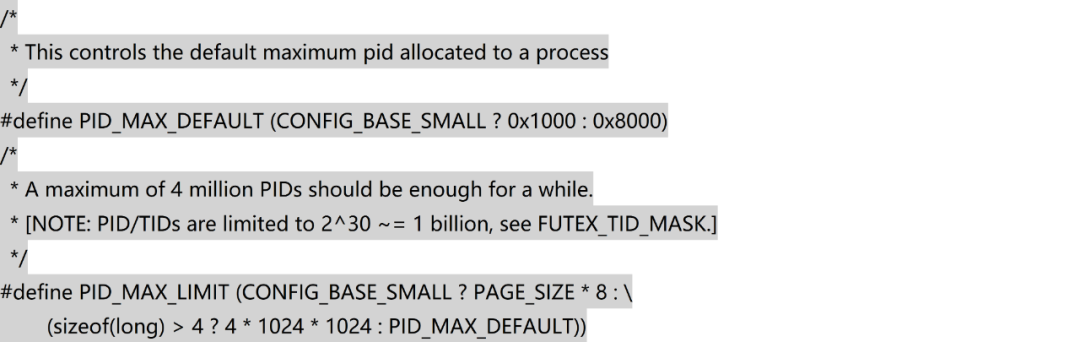 /*
 * This controls the default maximum pid allocated to a process
 */
#define PID_MAX_DEFAULT (CONFIG_BASE_SMALL ? 0x1000 : 0x8000)
/*
 * A maximum of 4 million PIDs should be enough for a while.
 * [NOTE: PID/TIDs are limited to 2^30 ~= 1 billion, see FUTEX_TID_MASK.]
 */
#define PID_MAX_LIMIT (CONFIG_BASE_SMALL ? PAGE_SIZE * 8 : \
        (sizeof(long) > 4 ? 4 * 1024 * 1024 : PID_MAX_DEFAULT))